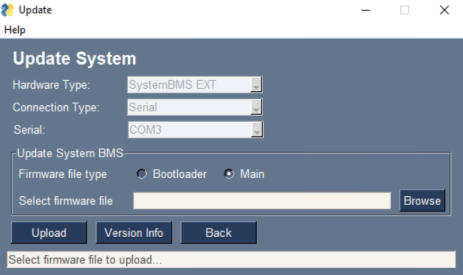 Update
Help
Update System
Hardware Type: SystemBMS EXT
Connection Type: Serial
Serial: COM3
Update System BMS
Firmware file type Bootloader Main
Select firmware file Browse
Upload Version Info Back
Select firmware file to upload...